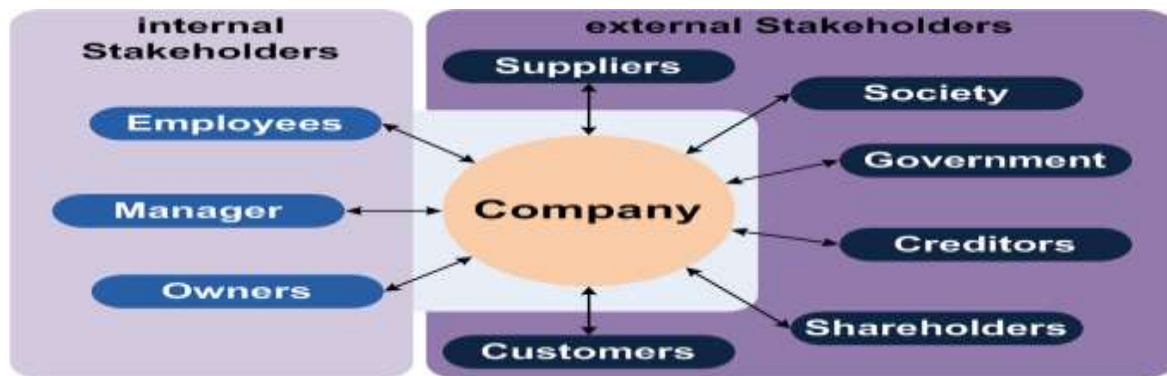 internal
Stakeholders
external Stakeholders
Suppliers
Employees
Society
Government
Manager
Company
Creditors
Owners
Shareholders
Customers